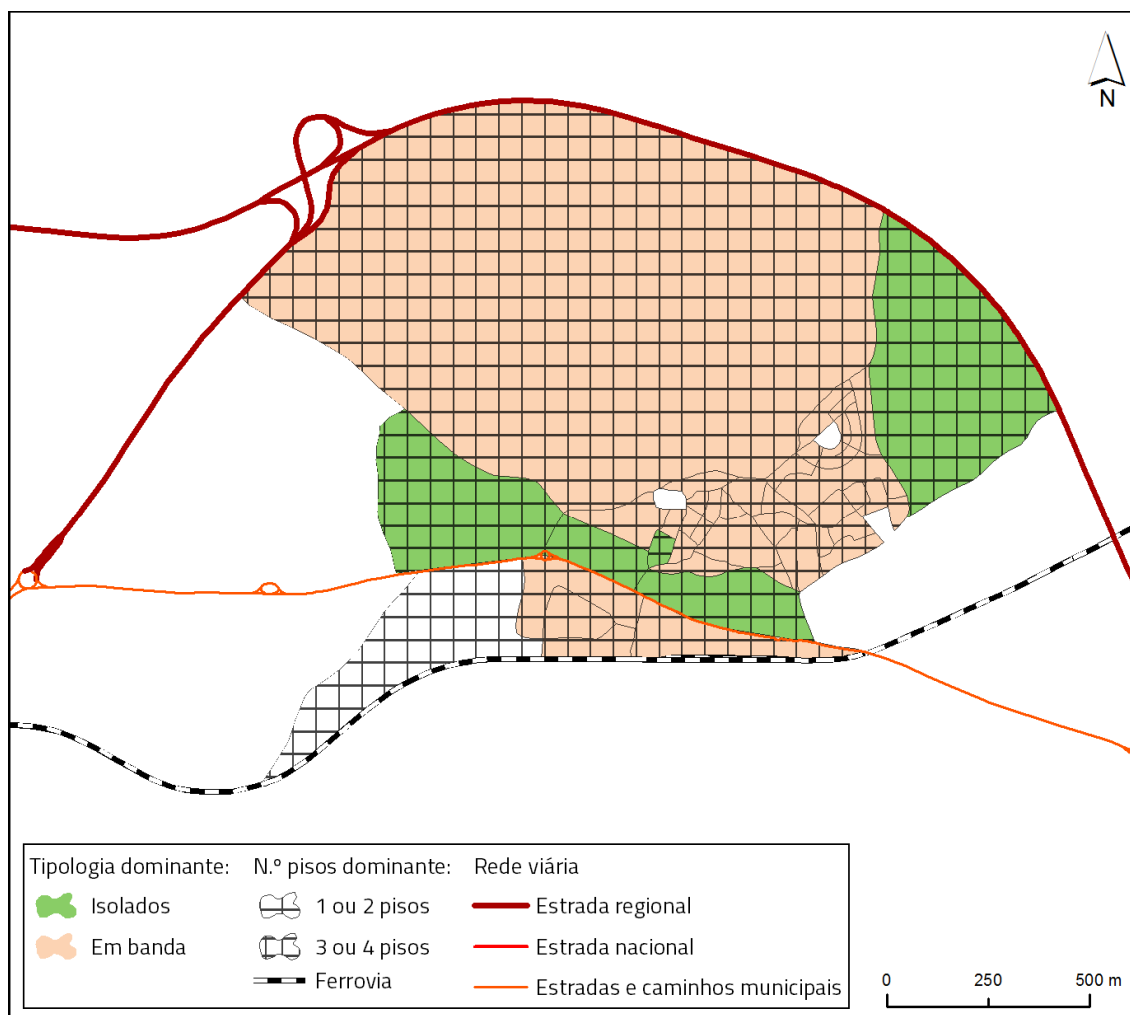 N
Tipologia dominante:
Isolados
Em banda
N.º pisos dominante:
1 ou 2 pisos
3 ou 4 pisos
Ferrovia
Rede viária
Estrada regional
Estrada nacional
Estradas e caminhos municipais
0 250 500 m